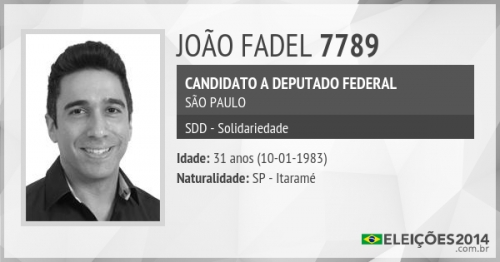 JOÃO FADEL 7789
CANDIDATO A DEPUTADO FEDERAL
SÃO PAULO
SDD - Solidariedade
Idade: 31 anos (10-01-1983)
Naturalidade: SP - Itaramé
ELEIÇÕES2014
.com.br